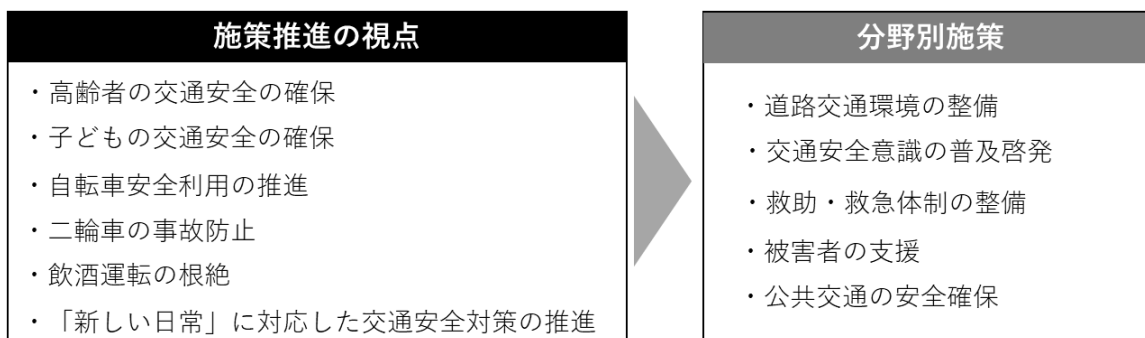 施策推進の視点
・高齢者の交通安全の確保
・子どもの交通安全の確保
・自転車安全利用の推進
・二輪車の事故防止
・飲酒運転の根絶
・「新しい日常」に対応した交通安全対策の推進
分野別施策
・道路交通環境の整備
・交通安全意識の普及啓発
・救助・救急体制の整備
・被害者の支援
・公共交通の安全確保